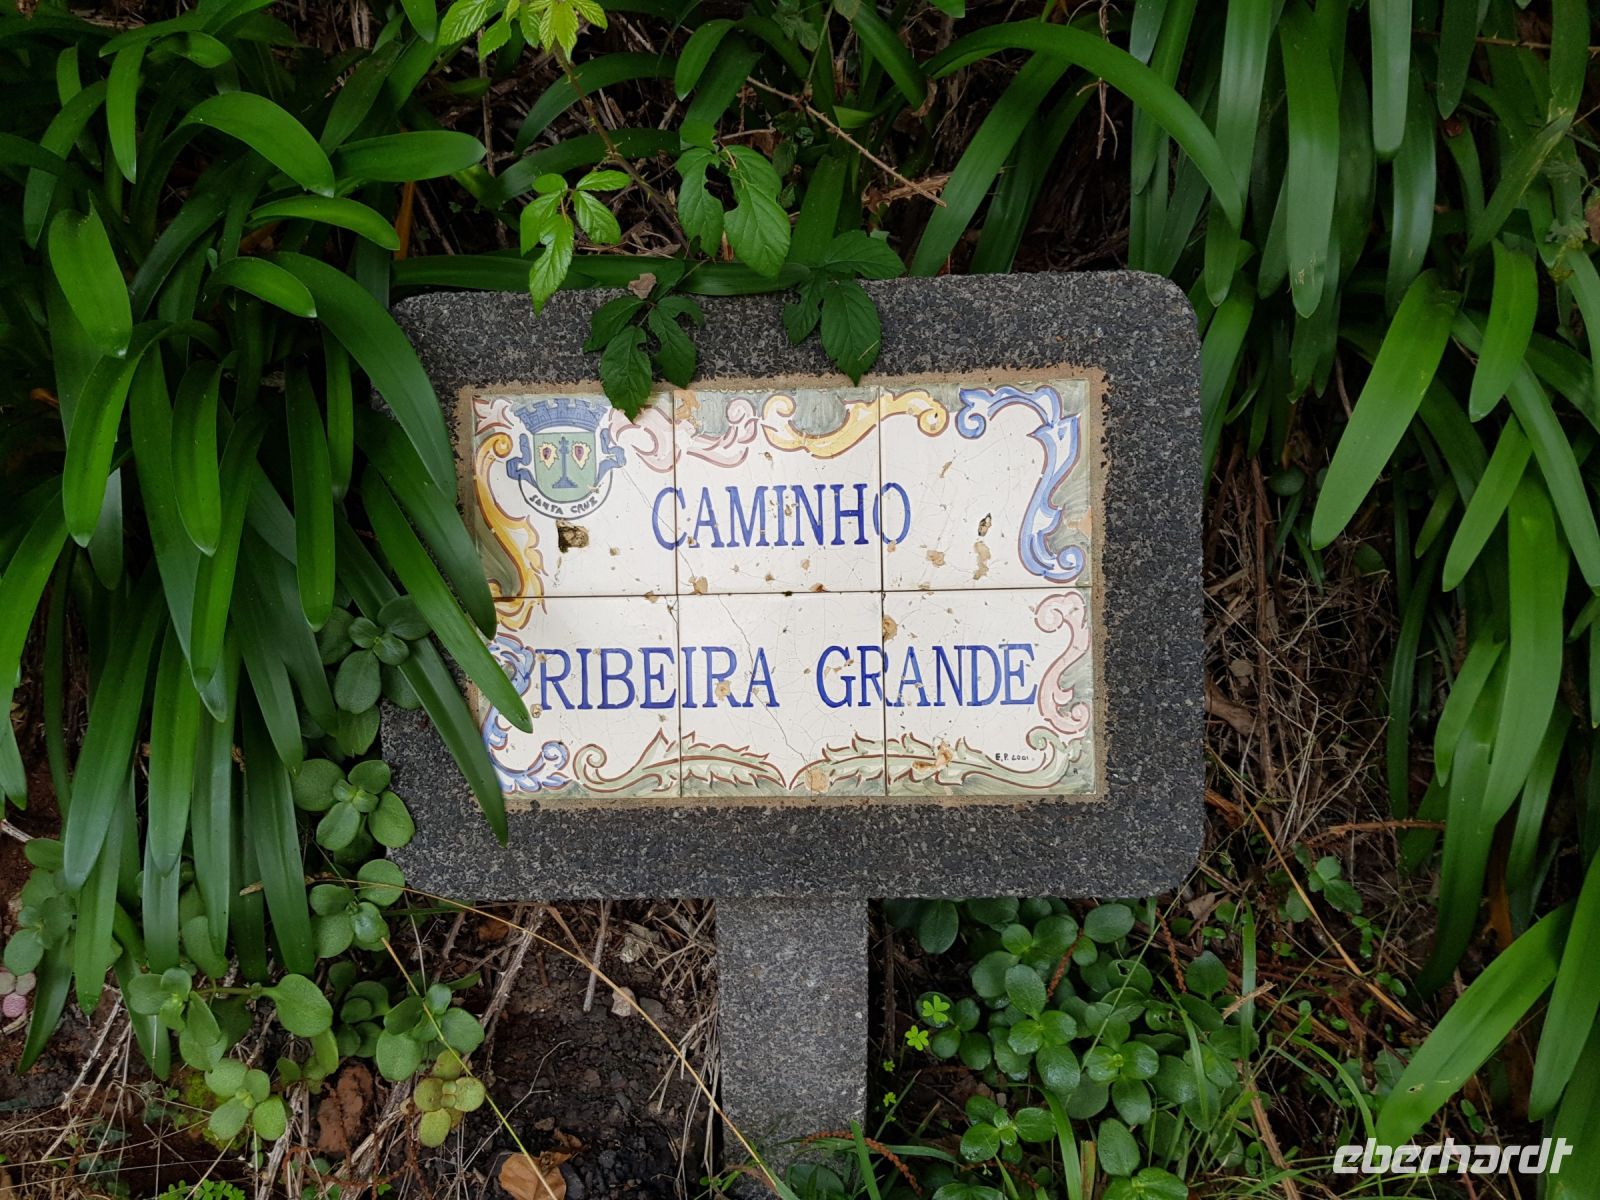 SANTA CRUZ
CAMINHO
RIBEIRA GRANDE
E.P. 2001
eberhardt